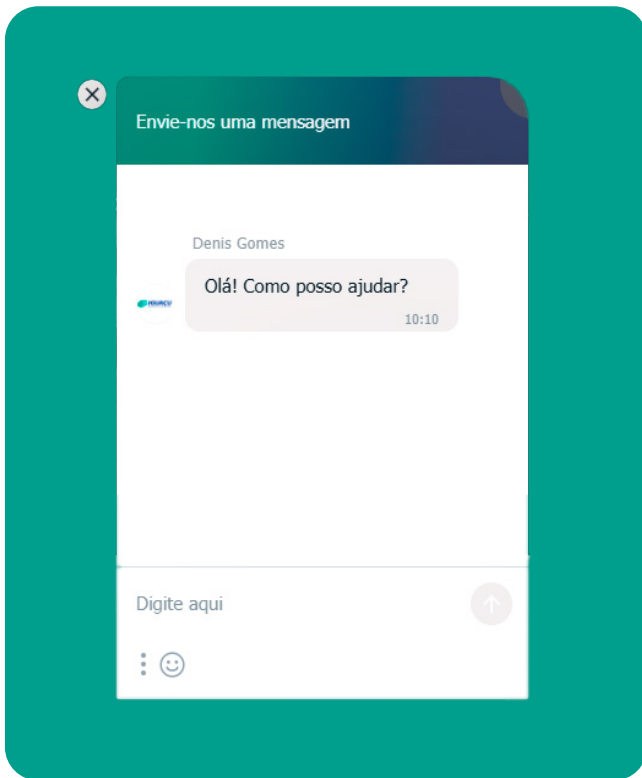 Envie-nos uma mensagem
Denis Gomes
Olá! Como posso ajudar?
10:10
Digite aqui